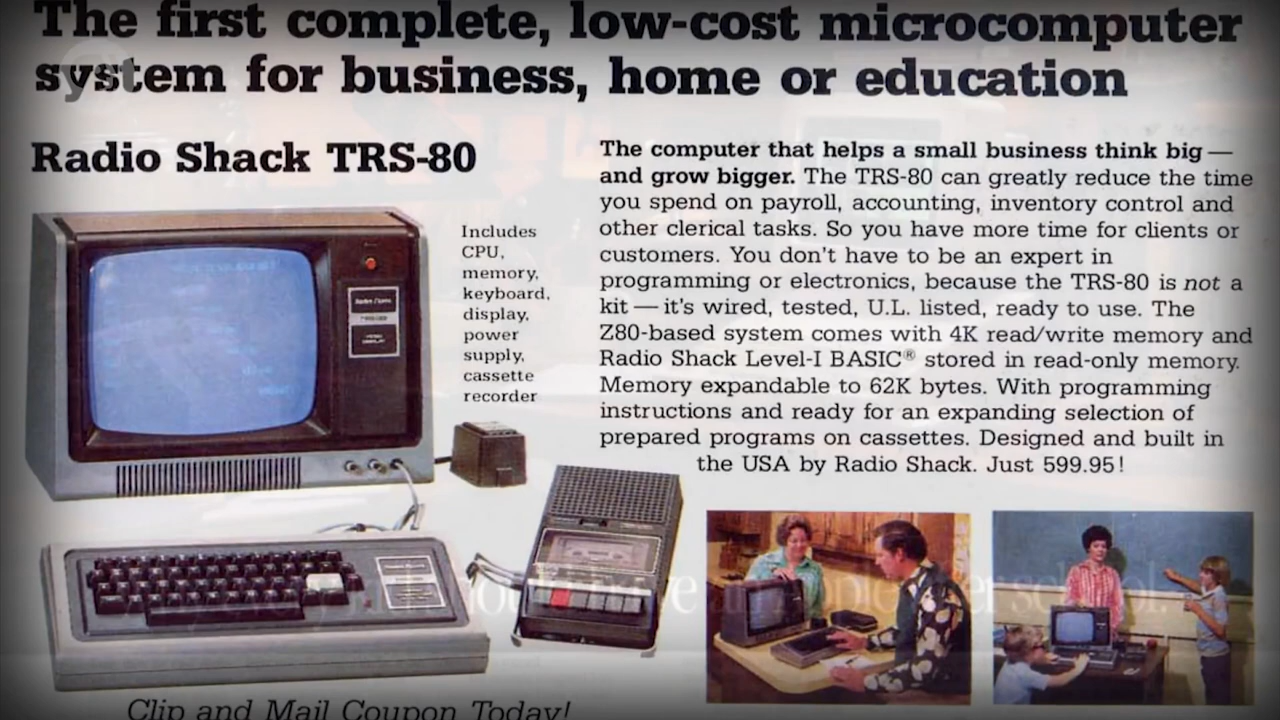 The first complete, low-cost microcomputer
system for business, home or education
yt
Radio Shack TRS-80
The computer that helps a small business think big —
and grow bigger. The TRS-80 can greatly reduce the time
you spend on payroll, accounting, inventory control and
other clerical tasks. So you have more time for clients or
customers. You don't have to be an expert in
programming or electronics, because the TRS-80 is not a
kit — it's wired, tested, U.L. listed, ready to use. The
Z80-based system comes with 4K read/write memory and
Radio Shack Level-I BASIC® stored in read-only memory.
Memory expandable to 62K bytes. With programming
instructions and ready for an expanding selection of
prepared programs on cassettes. Designed and built in
the USA by Radio Shack. Just 599.95!
Includes
CPU,
memory,
keyboard,
display,
power
supply,
cassette
recorder
school.
Clip and Mail Coupon Today!